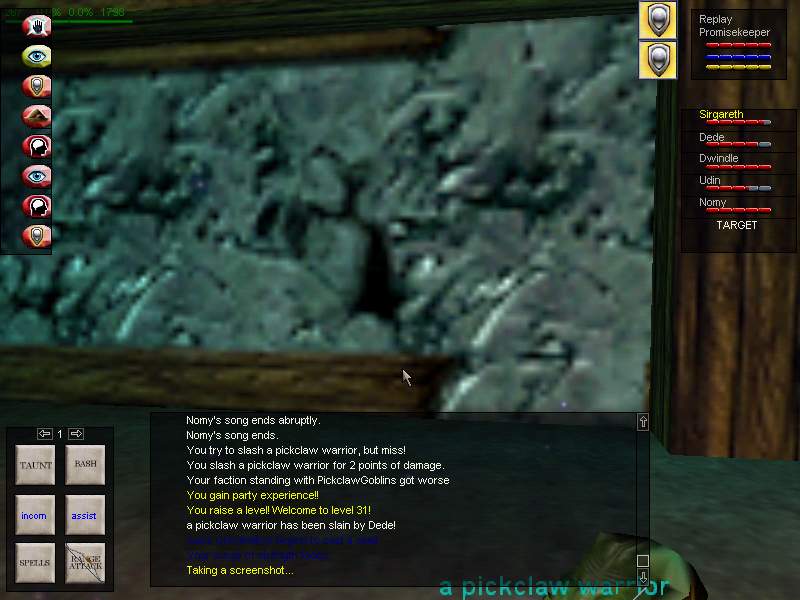 0.0% 1798
Replay
Promisekeeper
Sirgareth
Dede
Dwindle
Udin
Nomy
TARGET
Nomy's song ends abruptly.
Nomy's song ends.
You try to slash a pickclaw warrior, but miss!
You slash a pickclaw warrior for 2 points of damage.
Your faction standing with PickclawGoblins got worse
You gain party experience!!
You raise a level! Welcome to level 31!
a pickclaw warrior has been slain by Dede!
Taking a screenshot...
1
TAUNT
BASH
incom
assist
SPELLS
RANGE
ATTACK
a pickclaw warrior